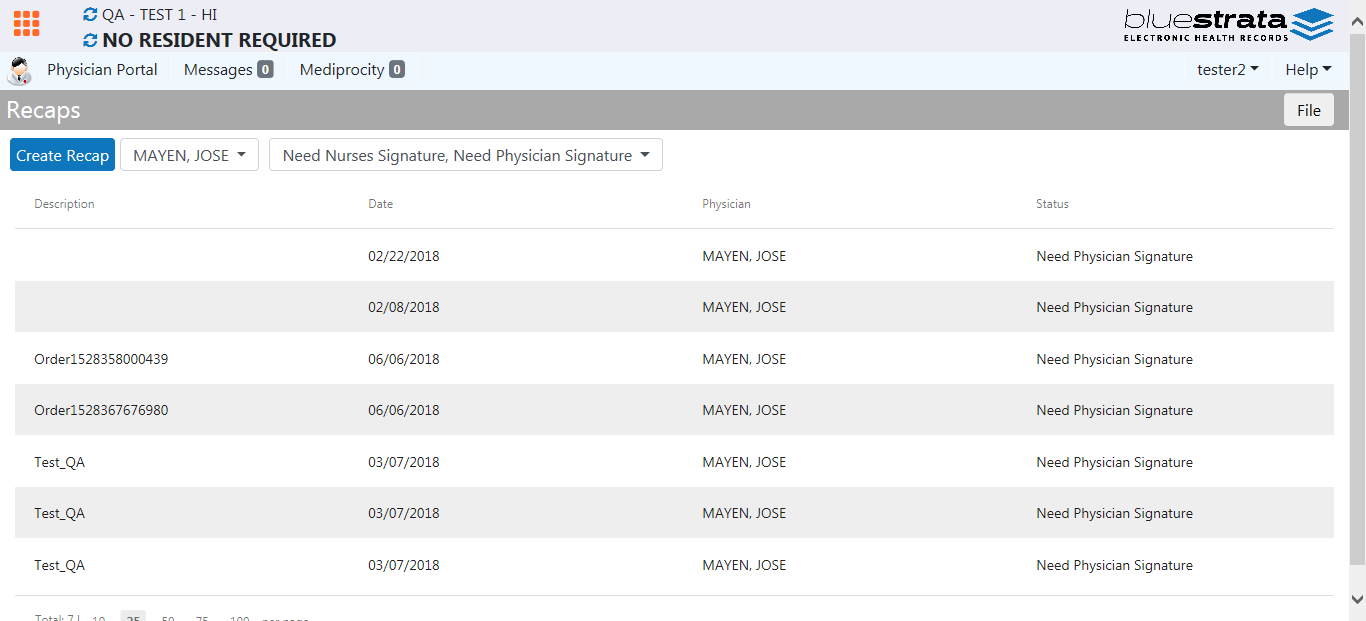 QA - TEST 1 - HI
NO RESIDENT REQUIRED
bluestrata
ELECTRONIC HEALTH RECORDS
Physician Portal Messages 0 Mediprocity 0 tester2 Help
Recaps File
Create Recap MAYEN, JOSE Need Nurses Signature, Need Physician Signature
Description Date Physician Status
02/22/2018 MAYEN, JOSE Need Physician Signature
02/08/2018 MAYEN, JOSE Need Physician Signature
Order1528358000439 06/06/2018 MAYEN, JOSE Need Physician Signature
Order1528367676980 06/06/2018 MAYEN, JOSE Need Physician Signature
Test_QA 03/07/2018 MAYEN, JOSE Need Physician Signature
Test_QA 03/07/2018 MAYEN, JOSE Need Physician Signature
Test_QA 03/07/2018 MAYEN, JOSE Need Physician Signature
Total: 7 | 10 25 50 75 100 per page